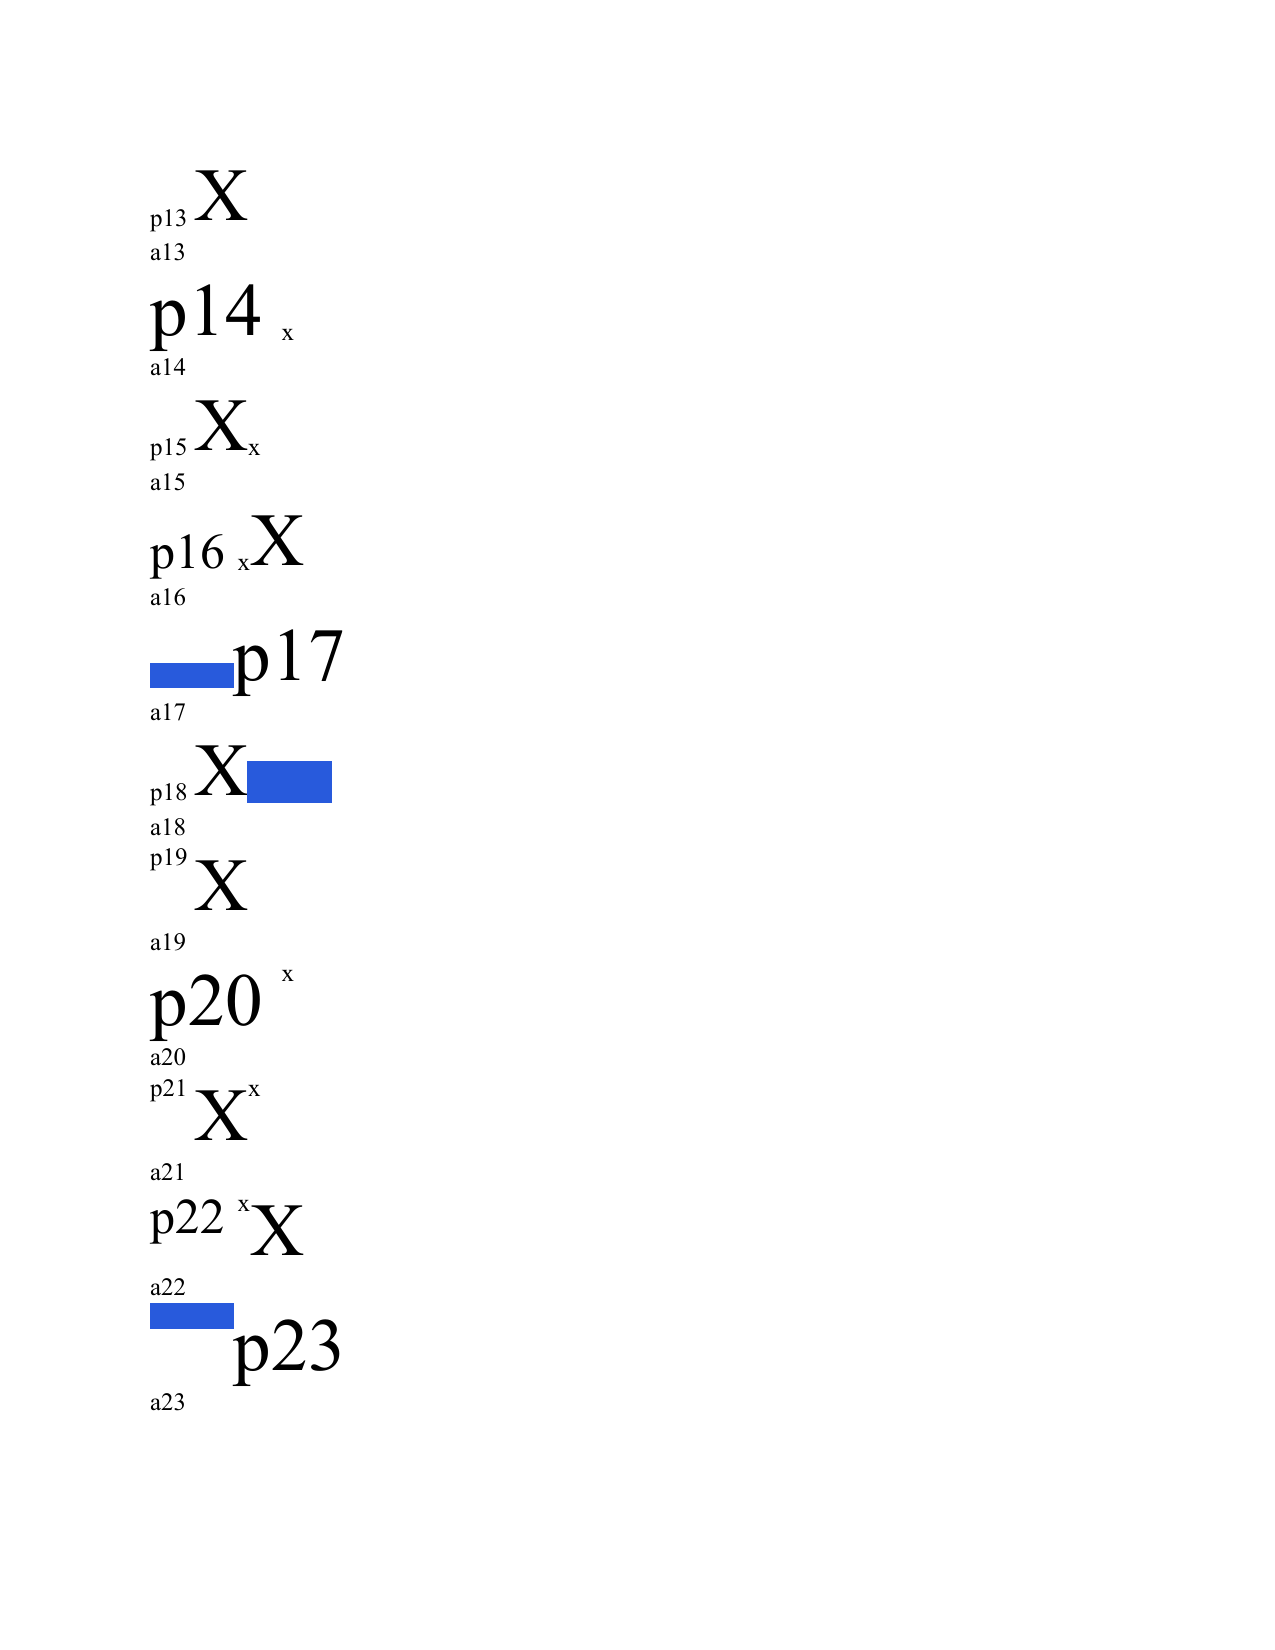 p13 X
a13
p14 x
a14
p15 Xx
a15
p16 xX
a16
p17
a17
p18 X
a18
p19 X
a19
p20 x
a20
p21 Xx
a21
p22 xX
a22
p23
a23